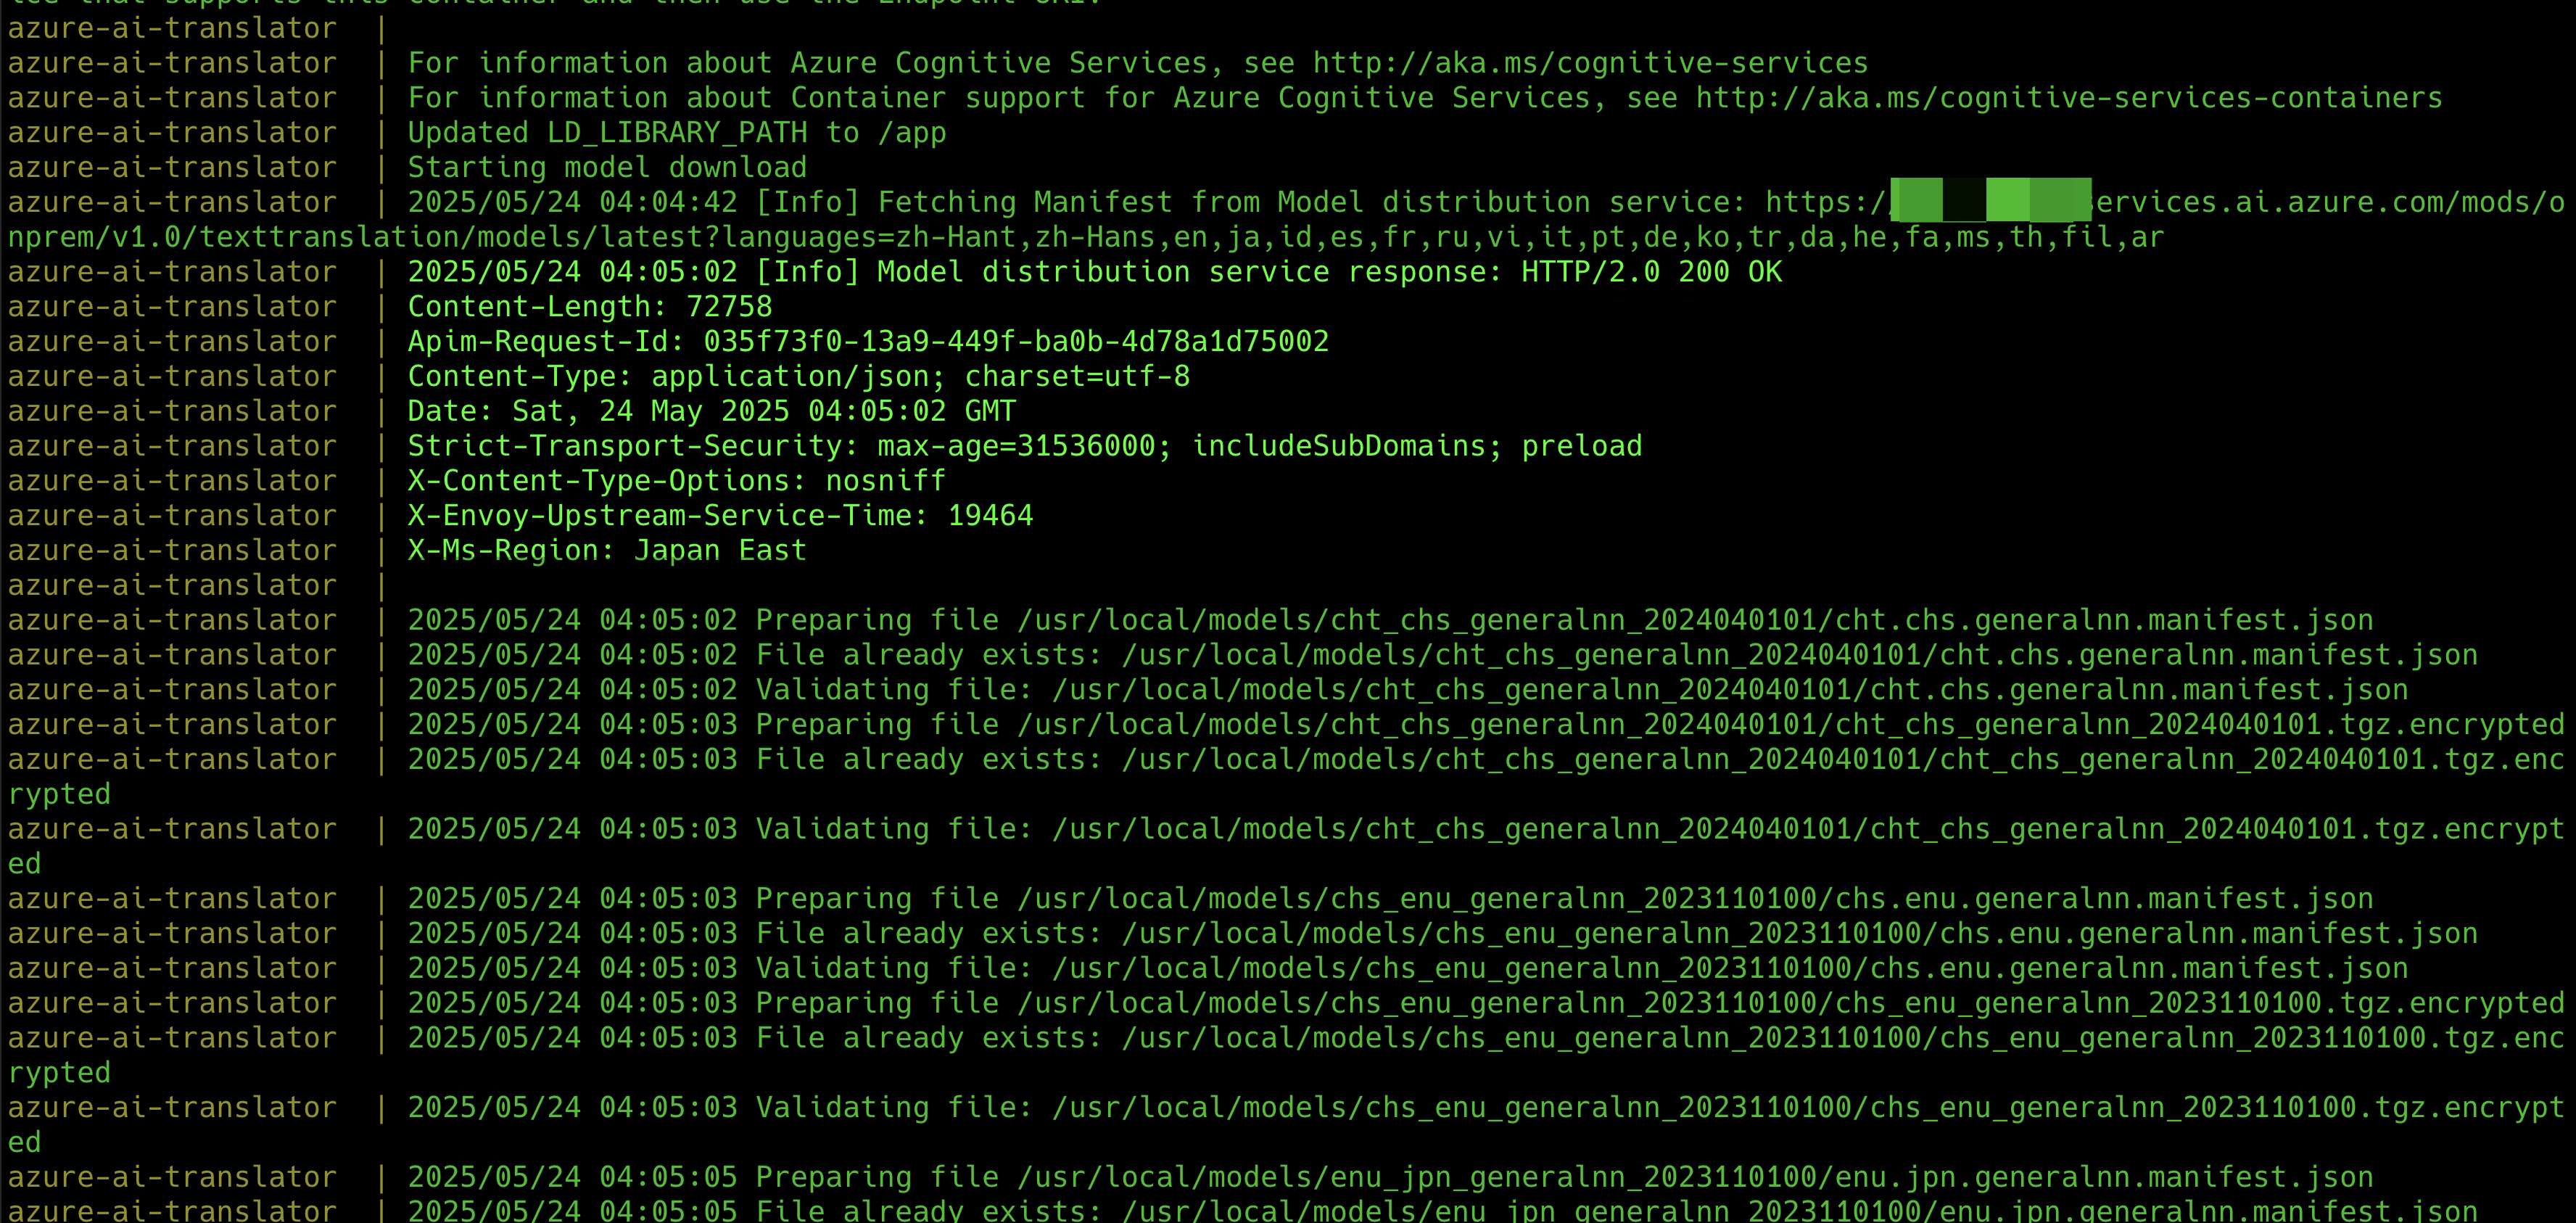 azure-ai-translator  |
azure-ai-translator  | For information about Azure Cognitive Services, see http://aka.ms/cognitive-services
azure-ai-translator  | For information about Container support for Azure Cognitive Services, see http://aka.ms/cognitive-services-containers
azure-ai-translator  | Updated LD_LIBRARY_PATH to /app
azure-ai-translator  | Starting model download
azure-ai-translator  | 2025/05/24 04:04:42 [Info] Fetching Manifest from Model distribution service: https:/ ervices.ai.azure.com/mods/o
nprem/v1.0/texttranslation/models/latest?languages=zh-Hant,zh-Hans,en,ja,id,es,fr,ru,vi,it,pt,de,ko,tr,da,he,fa,ms,th,fil,ar
azure-ai-translator  | 2025/05/24 04:05:02 [Info] Model distribution service response: HTTP/2.0 200 OK
azure-ai-translator  | Content-Length: 72758
azure-ai-translator  | Apim-Request-Id: 035f73f0-13a9-449f-ba0b-4d78a1d75002
azure-ai-translator  | Content-Type: application/json; charset=utf-8
azure-ai-translator  | Date: Sat, 24 May 2025 04:05:02 GMT
azure-ai-translator  | Strict-Transport-Security: max-age=31536000; includeSubDomains; preload
azure-ai-translator  | X-Content-Type-Options: nosniff
azure-ai-translator  | X-Envoy-Upstream-Service-Time: 19464
azure-ai-translator  | X-Ms-Region: Japan East
azure-ai-translator  |
azure-ai-translator  | 2025/05/24 04:05:02 Preparing file /usr/local/models/cht_chs_generalnn_2024040101/cht.chs.generalnn.manifest.json
azure-ai-translator  | 2025/05/24 04:05:02 File already exists: /usr/local/models/cht_chs_generalnn_2024040101/cht.chs.generalnn.manifest.json
azure-ai-translator  | 2025/05/24 04:05:02 Validating file: /usr/local/models/cht_chs_generalnn_2024040101/cht.chs.generalnn.manifest.json
azure-ai-translator  | 2025/05/24 04:05:03 Preparing file /usr/local/models/cht_chs_generalnn_2024040101/cht_chs_generalnn_2024040101.tgz.encrypted
azure-ai-translator  | 2025/05/24 04:05:03 File already exists: /usr/local/models/cht_chs_generalnn_2024040101/cht_chs_generalnn_2024040101.tgz.enc
rypted
azure-ai-translator  | 2025/05/24 04:05:03 Validating file: /usr/local/models/cht_chs_generalnn_2024040101/cht_chs_generalnn_2024040101.tgz.encrypt
ed
azure-ai-translator  | 2025/05/24 04:05:03 Preparing file /usr/local/models/chs_enu_generalnn_2023110100/chs.enu.generalnn.manifest.json
azure-ai-translator  | 2025/05/24 04:05:03 File already exists: /usr/local/models/chs_enu_generalnn_2023110100/chs.enu.generalnn.manifest.json
azure-ai-translator  | 2025/05/24 04:05:03 Validating file: /usr/local/models/chs_enu_generalnn_2023110100/chs.enu.generalnn.manifest.json
azure-ai-translator  | 2025/05/24 04:05:03 Preparing file /usr/local/models/chs_enu_generalnn_2023110100/chs_enu_generalnn_2023110100.tgz.encrypted
azure-ai-translator  | 2025/05/24 04:05:03 File already exists: /usr/local/models/chs_enu_generalnn_2023110100/chs_enu_generalnn_2023110100.tgz.enc
rypted
azure-ai-translator  | 2025/05/24 04:05:03 Validating file: /usr/local/models/chs_enu_generalnn_2023110100/chs_enu_generalnn_2023110100.tgz.encrypt
ed
azure-ai-translator  | 2025/05/24 04:05:05 Preparing file /usr/local/models/enu_jpn_generalnn_2023110100/enu.jpn.generalnn.manifest.json
azure-ai-translator  | 2025/05/24 04:05:05 File already exists: /usr/local/models/enu_jpn_generalnn_2023110100/enu.jpn.generalnn.manifest.json